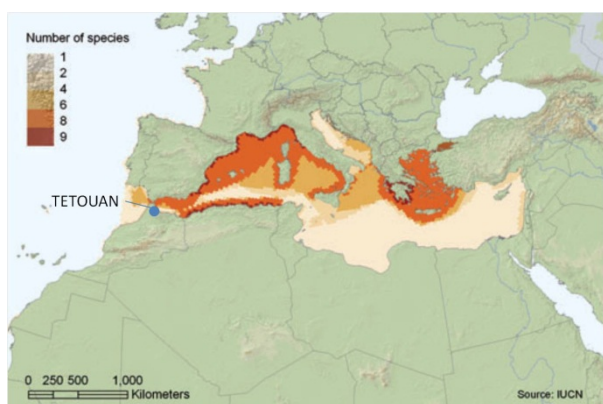 Number of species
1
2
4
6
8
9
TETOUAN
0 250 500 1,000
Kilometers
Source: IUCN